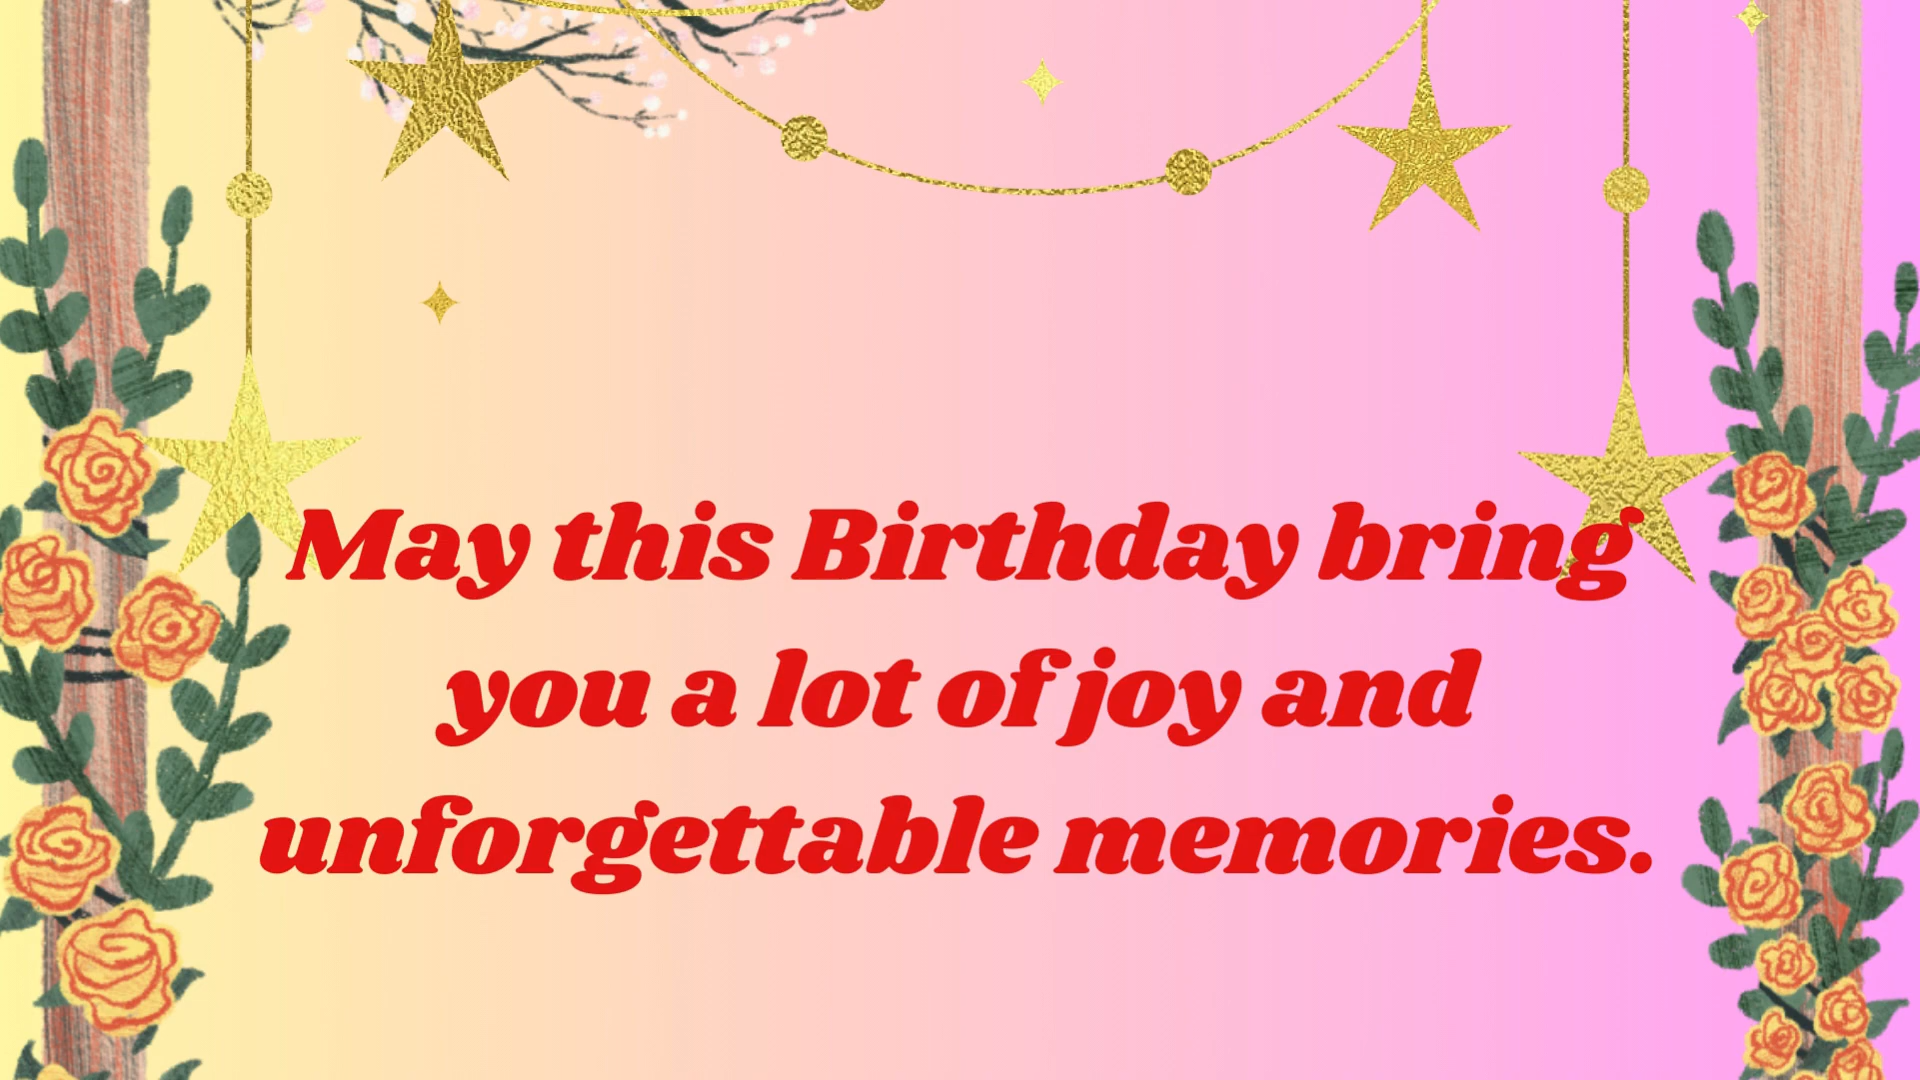 May this Birthday bring
you a lot of joy and
unforgettable memories.